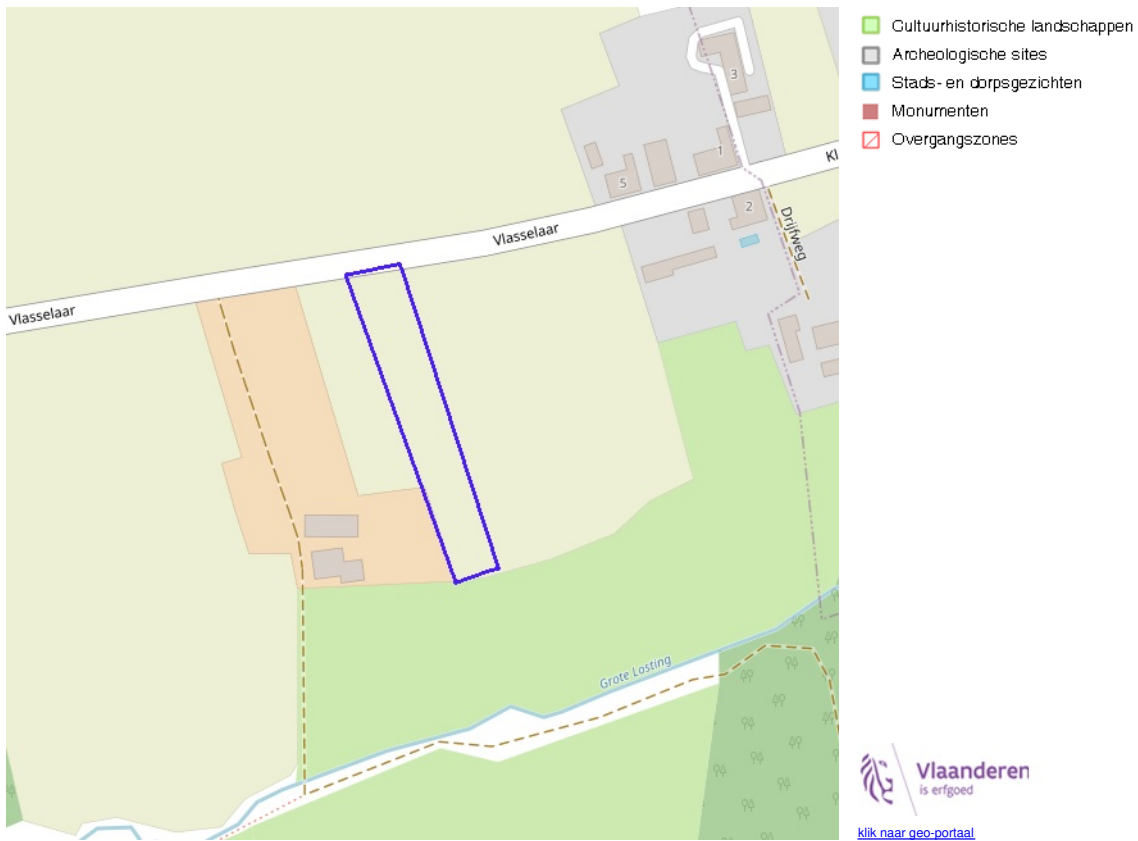 Cultuurhistorische landschappen
Archeologische sites
Stads- en dorpsgezichten
Monumenten
Overgangszones
3
1
Kl
5
2
Drijfweg
Vlasselaar
Vlasselaar
Grote Losting
Vlaanderen
is erfgoed
klik naar geo-portaal